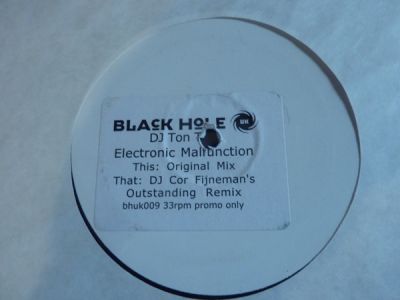 BLACK HOLE UK
DJ Ton T
Electronic Malfunction
This: Original Mix
That: DJ Cor Fijneman's
Outstanding Remix
bhuk009 33rpm promo only